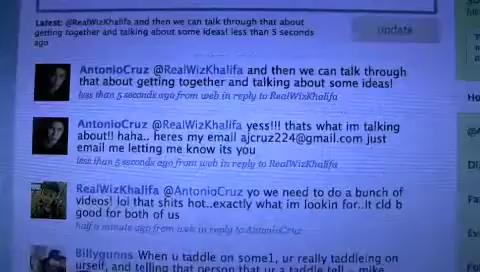 Latest: @RealWizKhalifa and then we can talk through that about
getting together and talking about some ideas! less than 5 seconds
ago
update
AntonioCruz @RealWizKhalifa and then we can talk through
that about getting together and talking about some ideas!
less than 5 seconds ago from web in reply to RealWizKhalifa
AntonioCruz @RealWizKhalifa yess!!! thats what im talking
about!! haha.. heres my email ajcruz224@gmail.com just
email me letting me know its you
less than 5 seconds ago from web in reply to RealWizKhalifa
RealWizKhalifa @AntonioCruz yo we need to do a bunch of
videos! lol that shits hot..exactly what im lookin for..It cld b
good for both of us
half a minute ago from web in reply to AntonioCruz
Billygunns When u taddle on some1, ur really taddleing on
urself, and telling that person that ur a taddle tell - mike